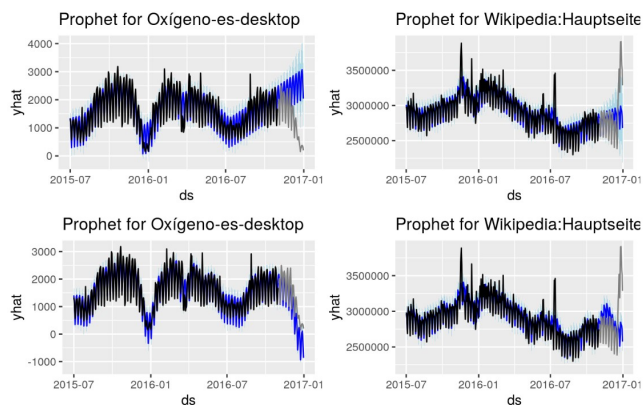 Prophet for Oxígeno-es-desktop
yhat
4000
3000
2000
1000
0
2015-07 2016-01 2016-07 2017-01
ds
Prophet for Wikipedia:Hauptseite
yhat
3500000
3000000
2500000
2015-07 2016-01 2016-07 2017-01
ds
Prophet for Oxígeno-es-desktop
yhat
3000
2000
1000
0
-1000
2015-07 2016-01 2016-07 2017-01
ds
Prophet for Wikipedia:Hauptseite
yhat
3500000
3000000
2500000
2015-07 2016-01 2016-07 2017-01
ds